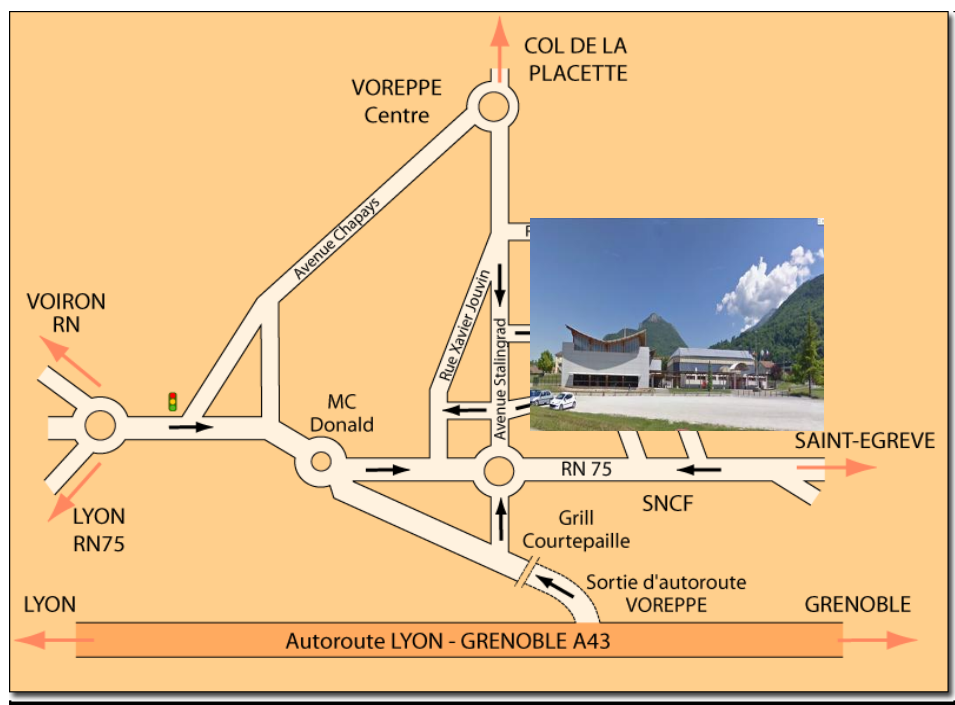 COL DE LA
PLACETTE
VOREPPE
Centre
Avenue Chapays
VOIRON
RN
Rue Xavier Jouvin
Avenue Stalingrad
MC
Donald
SAINT-EGREVE
RN 75
SNCF
LYON
RN75
Grill
Courtepaille
Sortie d'autoroute
VOREPPE
LYON
GRENOBLE
Autoroute LYON - GRENOBLE A43